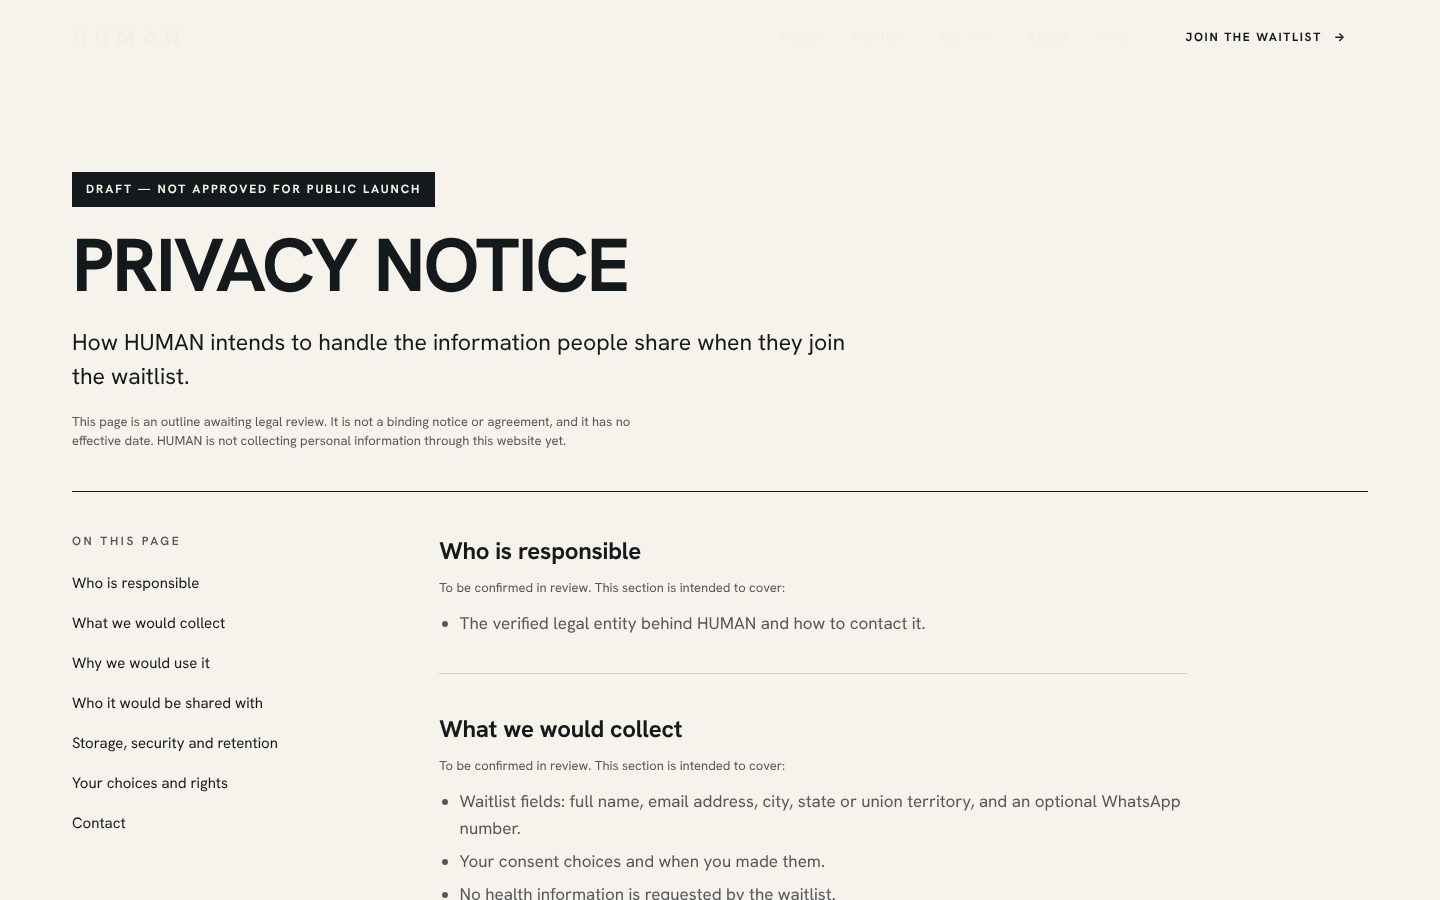 HUMAN
Home For Her For Him About FAQ JOIN THE WAITLIST →
DRAFT — NOT APPROVED FOR PUBLIC LAUNCH
PRIVACY NOTICE
How HUMAN intends to handle the information people share when they join
the waitlist.
This page is an outline awaiting legal review. It is not a binding notice or agreement, and it has no
effective date. HUMAN is not collecting personal information through this website yet.
ON THIS PAGE
Who is responsible
What we would collect
Why we would use it
Who it would be shared with
Storage, security and retention
Your choices and rights
Contact
Who is responsible
To be confirmed in review. This section is intended to cover:
• The verified legal entity behind HUMAN and how to contact it.
What we would collect
To be confirmed in review. This section is intended to cover:
• Waitlist fields: full name, email address, city, state or union territory, and an optional WhatsApp
number.
• Your consent choices and when you made them.
• No health information is requested by the waitlist.